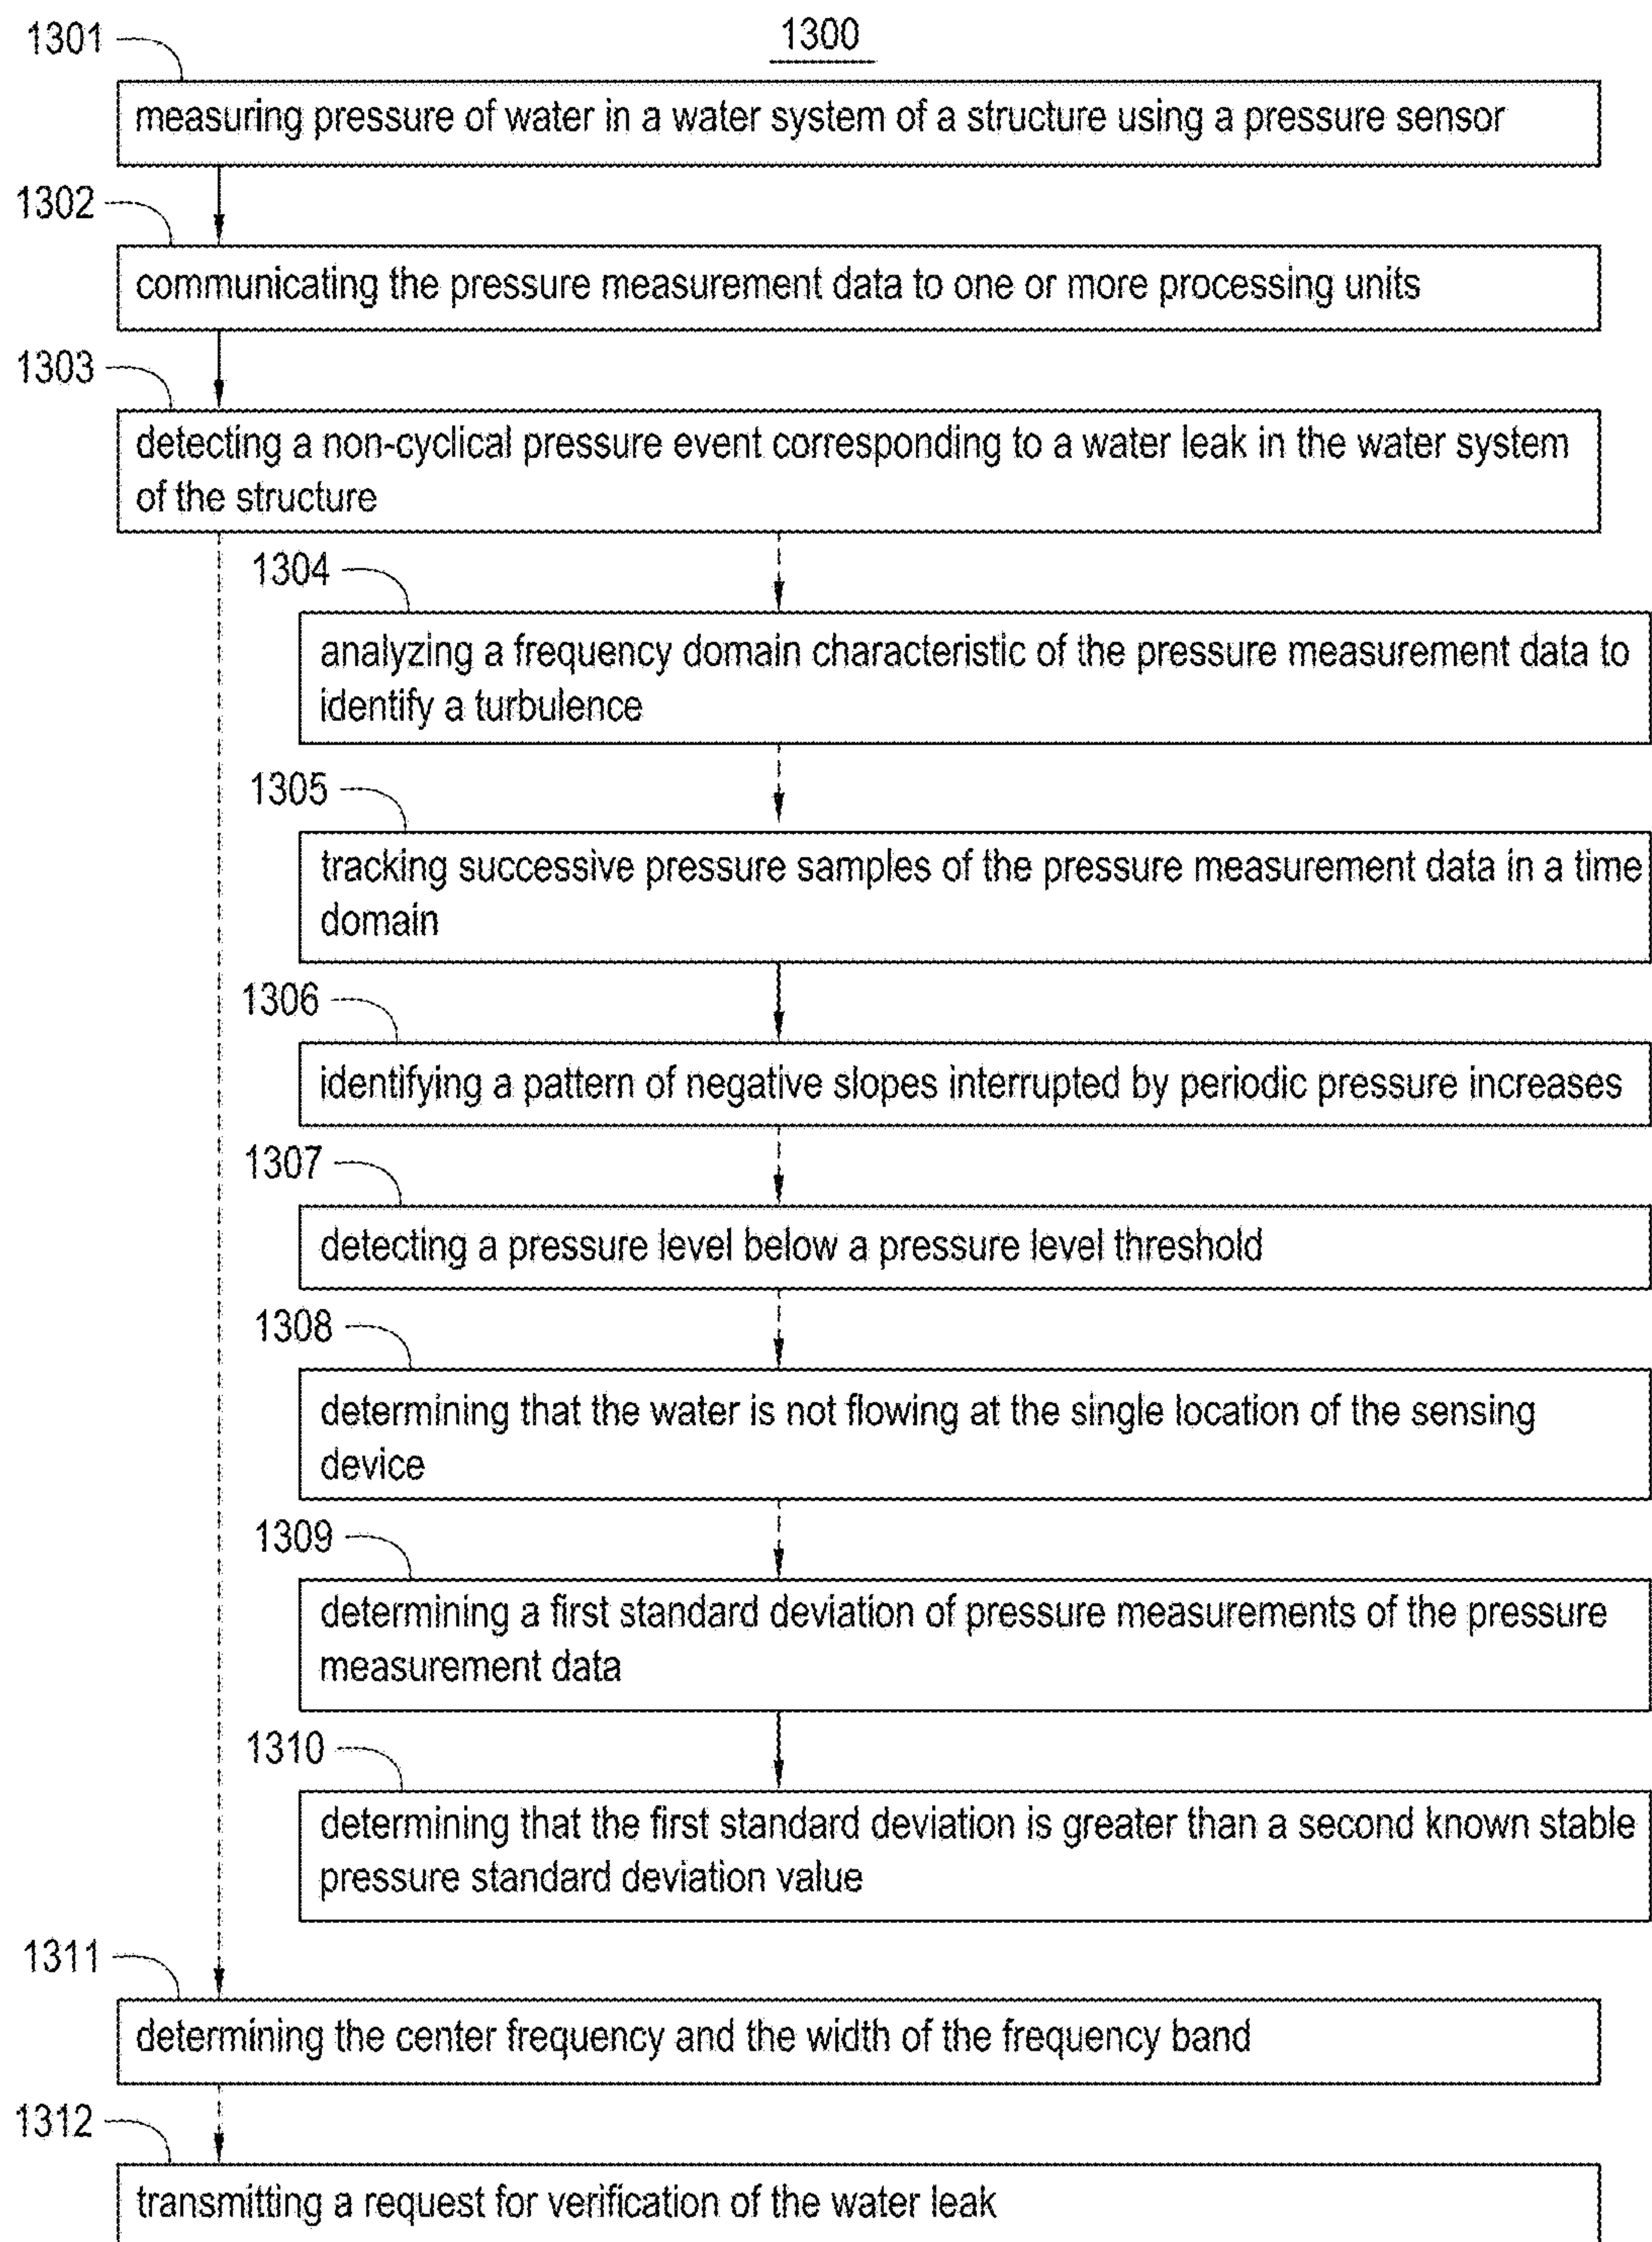 1300
1301
measuring pressure of water in a water system of a structure using a pressure sensor
1302
communicating the pressure measurement data to one or more processing units
1303
detecting a non-cyclical pressure event corresponding to a water leak in the water system
of the structure
1304
analyzing a frequency domain characteristic of the pressure measurement data to
identify a turbulence
1305
tracking successive pressure samples of the pressure measurement data in a time
domain
1306
identifying a pattern of negative slopes interrupted by periodic pressure increases
1307
detecting a pressure level below a pressure level threshold
1308
determining that the water is not flowing at the single location of the sensing
device
1309
determining a first standard deviation of pressure measurements of the pressure
measurement data
1310
determining that the first standard deviation is greater than a second known stable
pressure standard deviation value
1311
determining the center frequency and the width of the frequency band
1312
transmitting a request for verification of the water leak